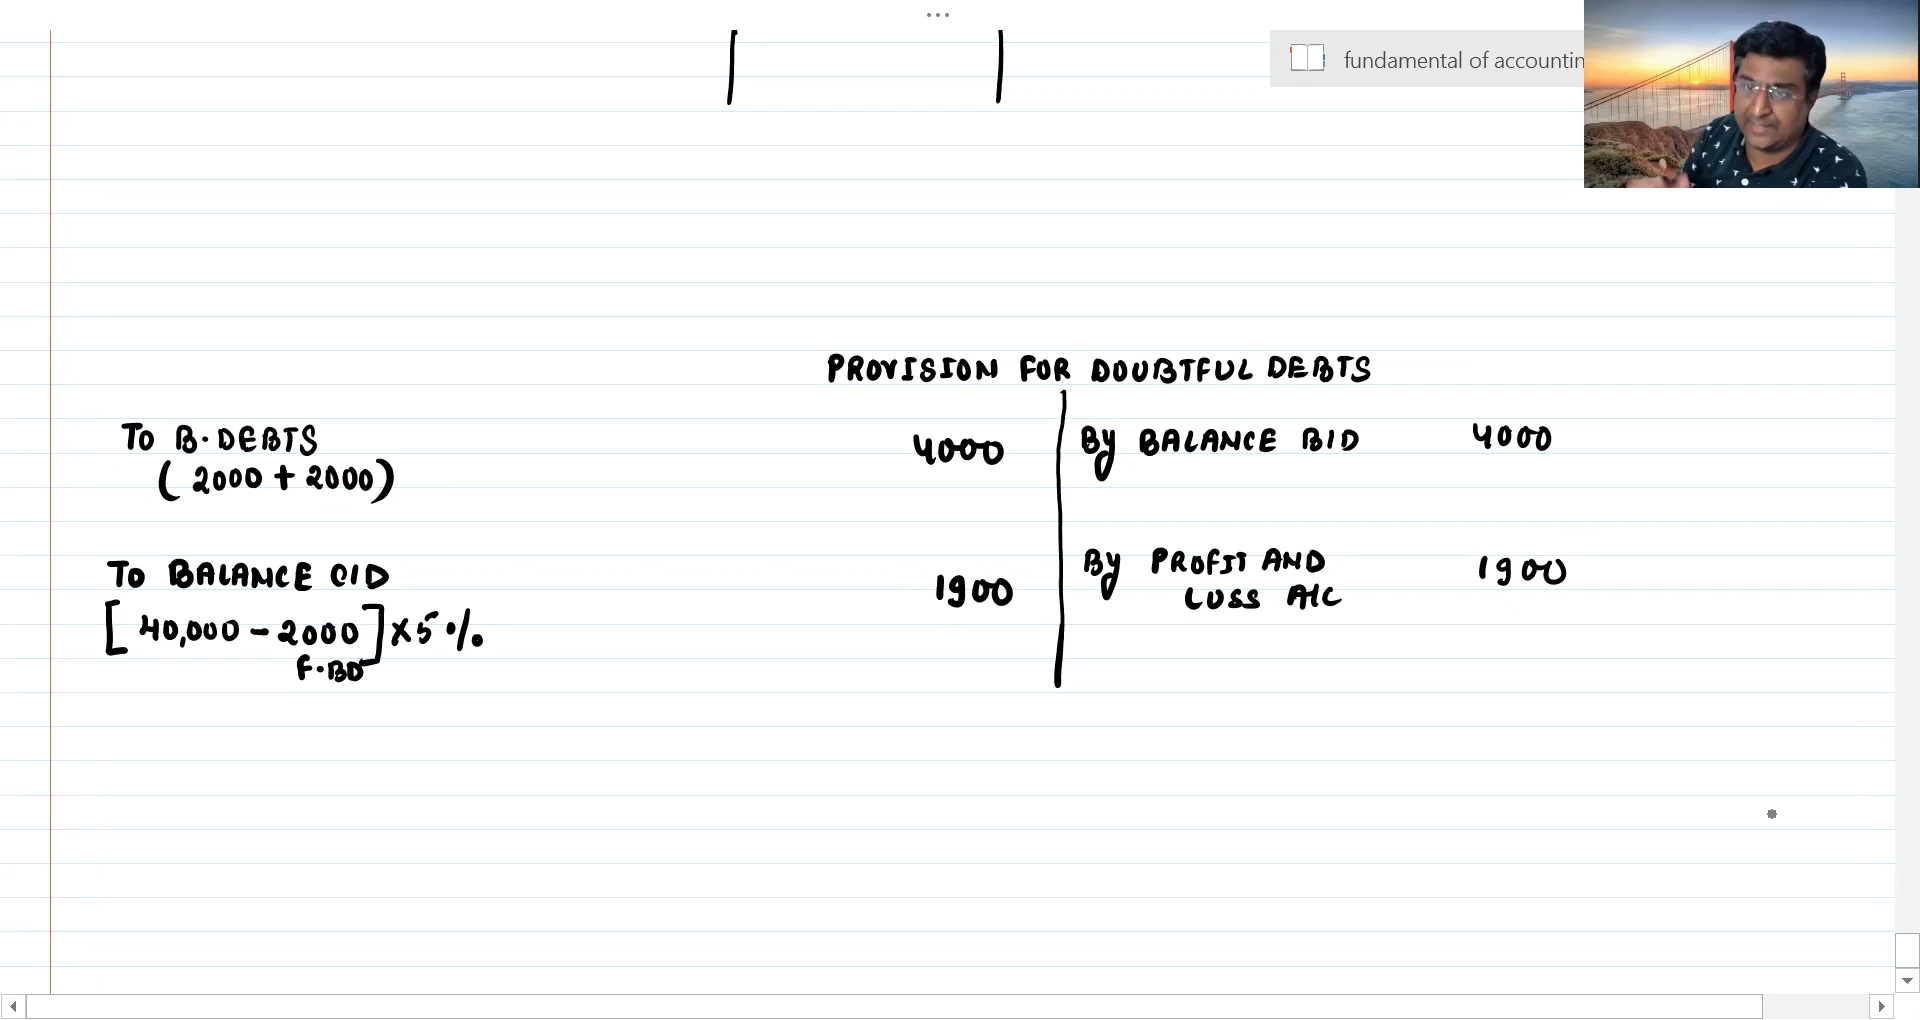 fundamental of accountin
PROVISION FOR DOUBTFUL DEBTS
To B.DEBTS 4000 By BALANCE B/D 4000
(2000 + 2000)
To BALANCE C/D 1900 By PROFIT AND 1900
LOSS A/C
[40,000 - 2000] x 5%
F.BD